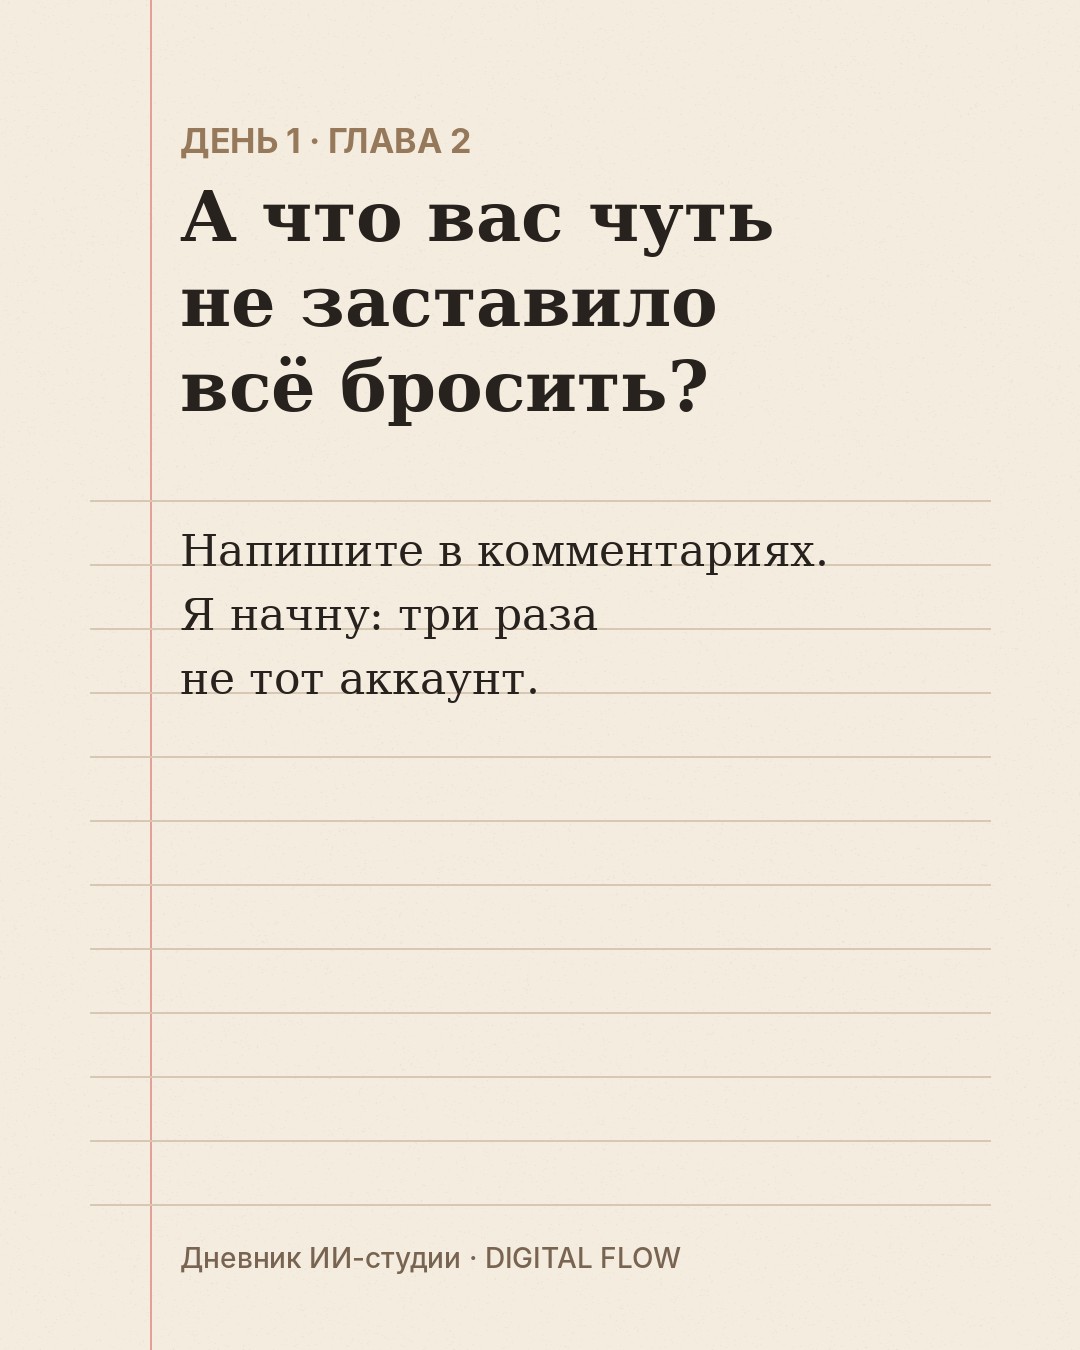 ДЕНЬ 1 · ГЛАВА 2
А что вас чуть
не заставило
всё бросить?
Напишите в комментариях.
Я начну: три раза
не тот аккаунт.
Дневник ИИ-студии · DIGITAL FLOW